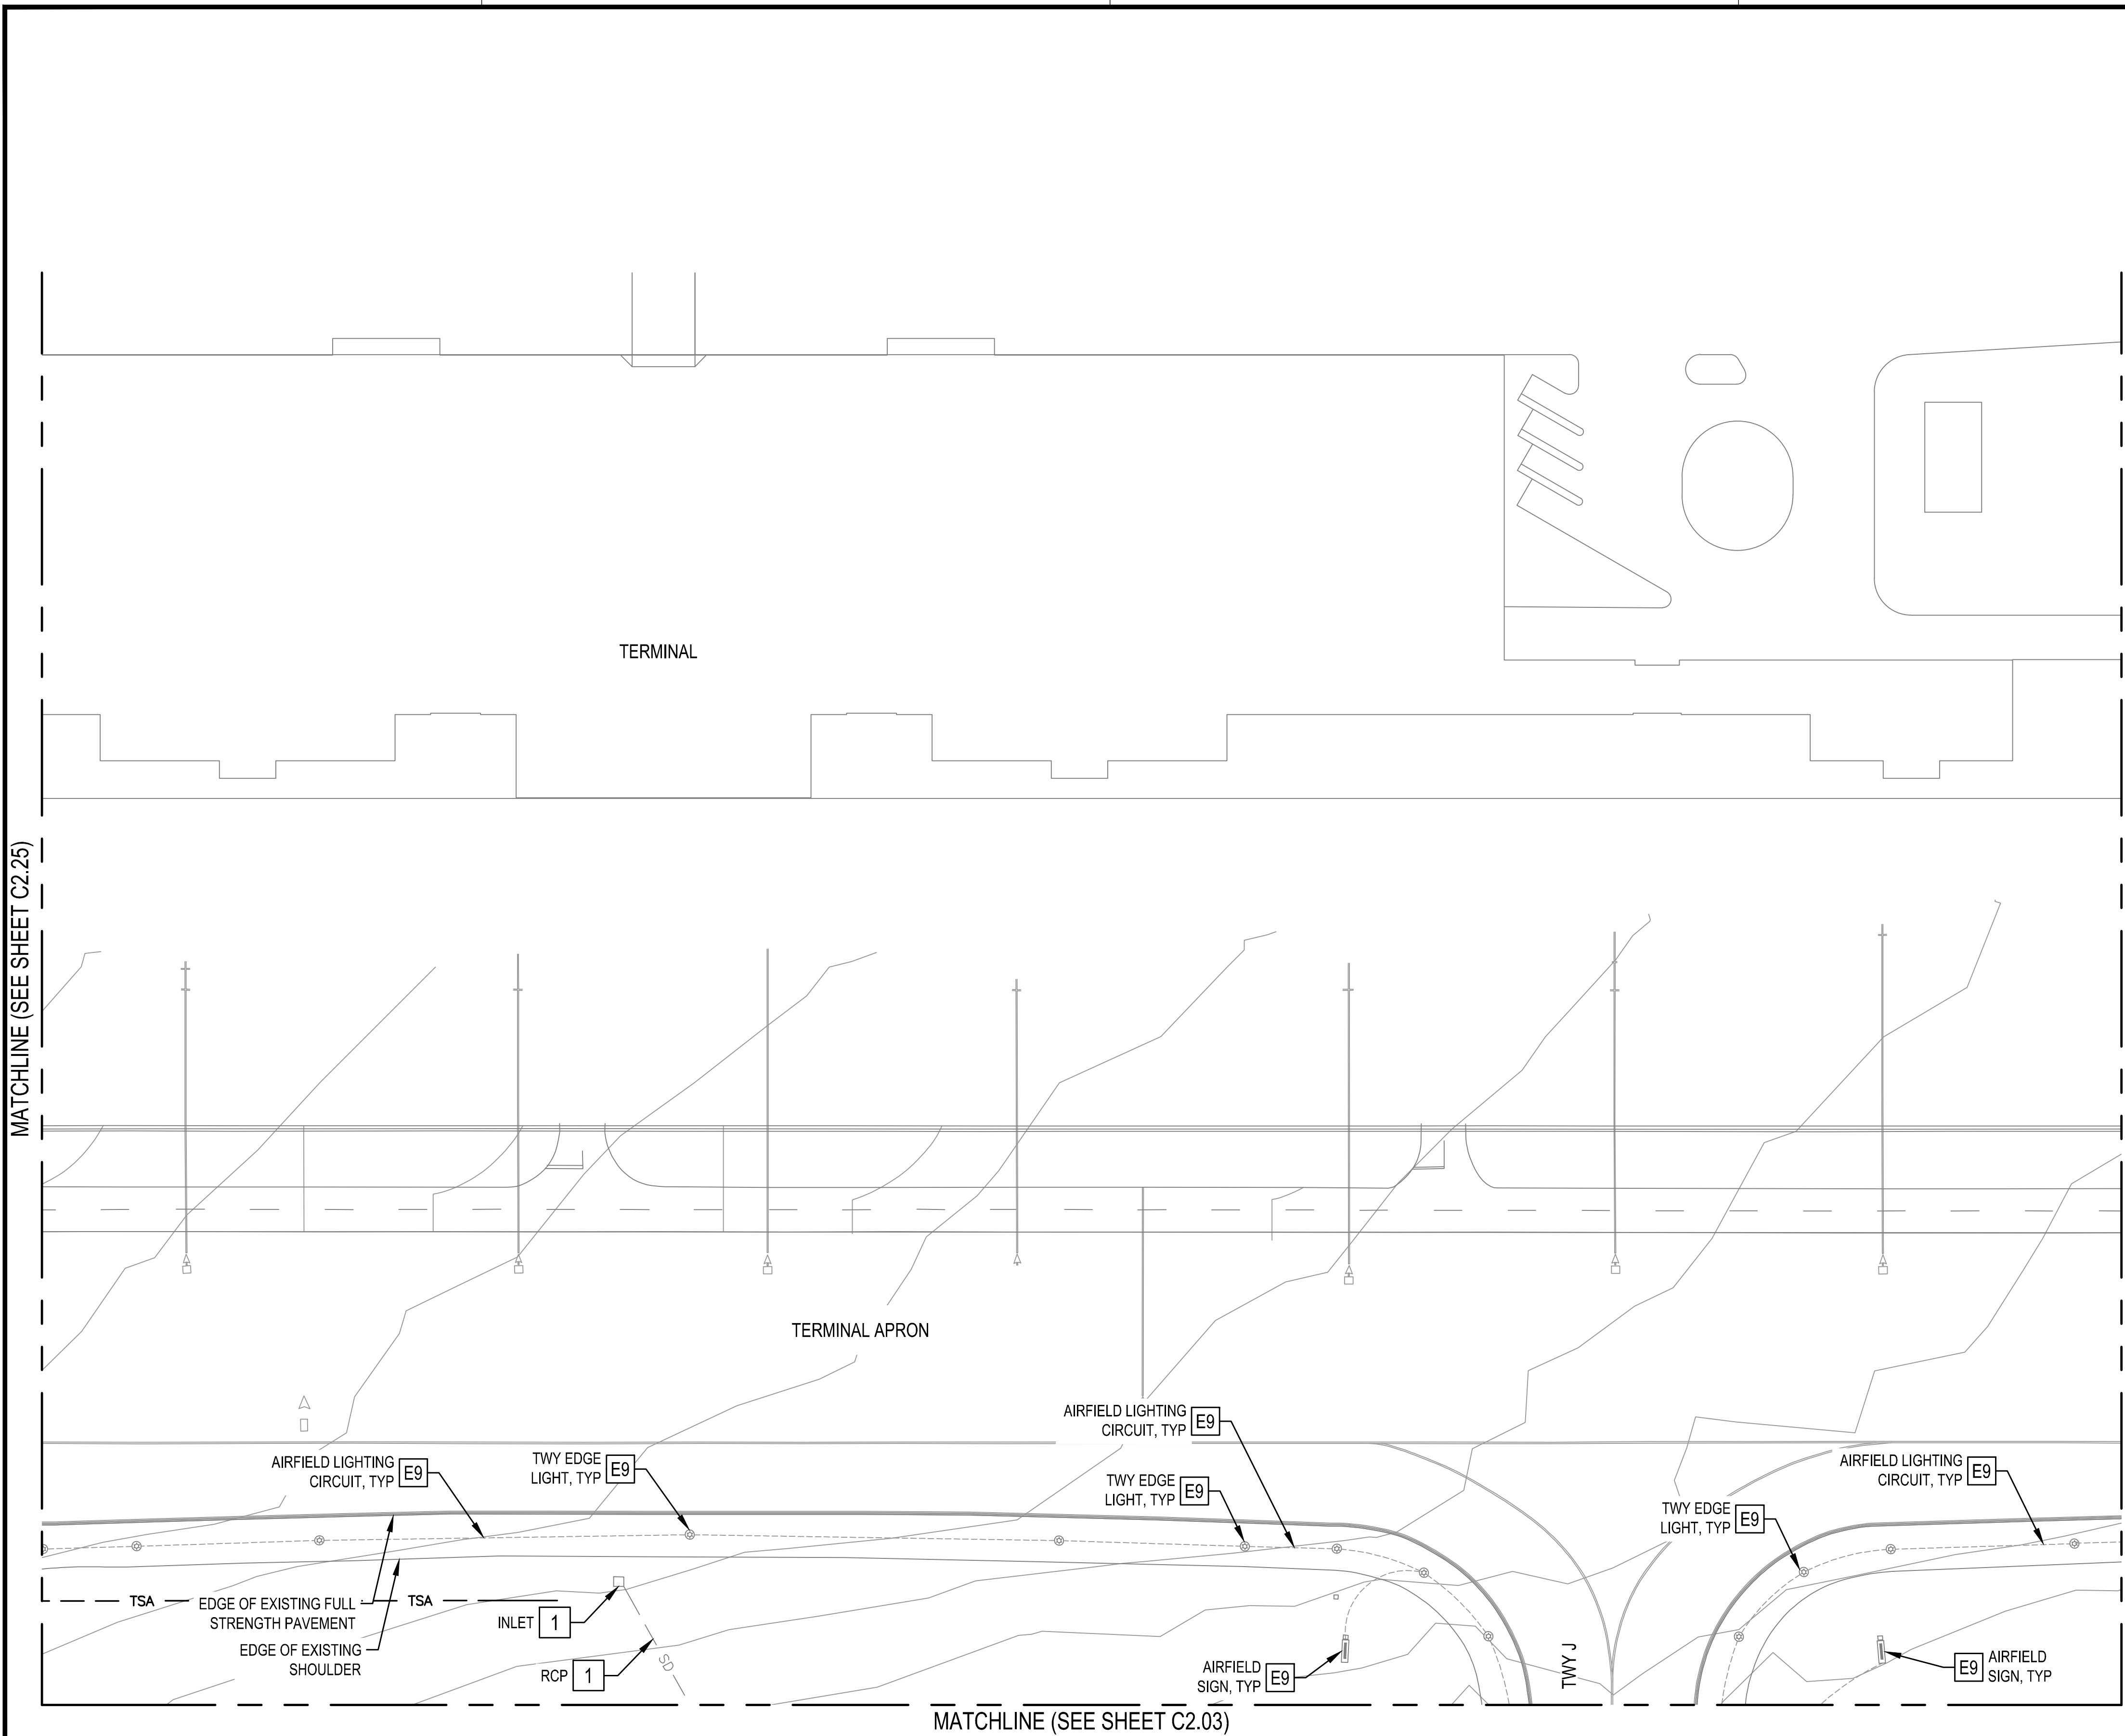 TERMINAL
MATCHLINE (SEE SHEET C2.25)
TERMINAL APRON
AIRFIELD LIGHTING
CIRCUIT, TYP E9
AIRFIELD LIGHTING
CIRCUIT, TYP E9
TWY EDGE
LIGHT, TYP E9
TWY EDGE
LIGHT, TYP E9
TWY EDGE
LIGHT, TYP E9
AIRFIELD LIGHTING
CIRCUIT, TYP E9
TSA
TSA
EDGE OF EXISTING FULL
STRENGTH PAVEMENT
EDGE OF EXISTING
SHOULDER
INLET 1
RCP 1
SD
AIRFIELD
SIGN, TYP E9
TWY J
E9 AIRFIELD
SIGN, TYP
MATCHLINE (SEE SHEET C2.03)